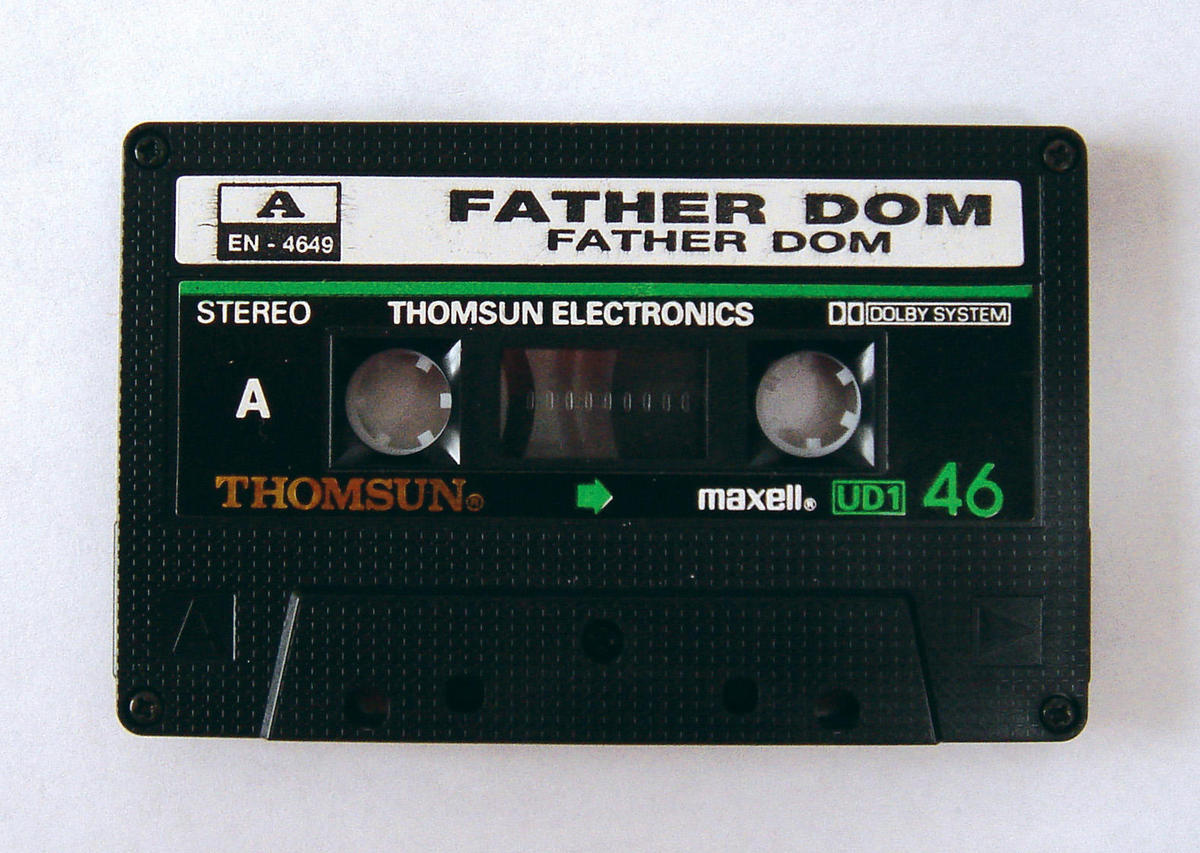 A
EN - 4649
FATHER DOM
FATHER DOM
STEREO
THOMSUN ELECTRONICS
DOLBY SYSTEM
A
THOMSUN®
maxell® UD1 46
A